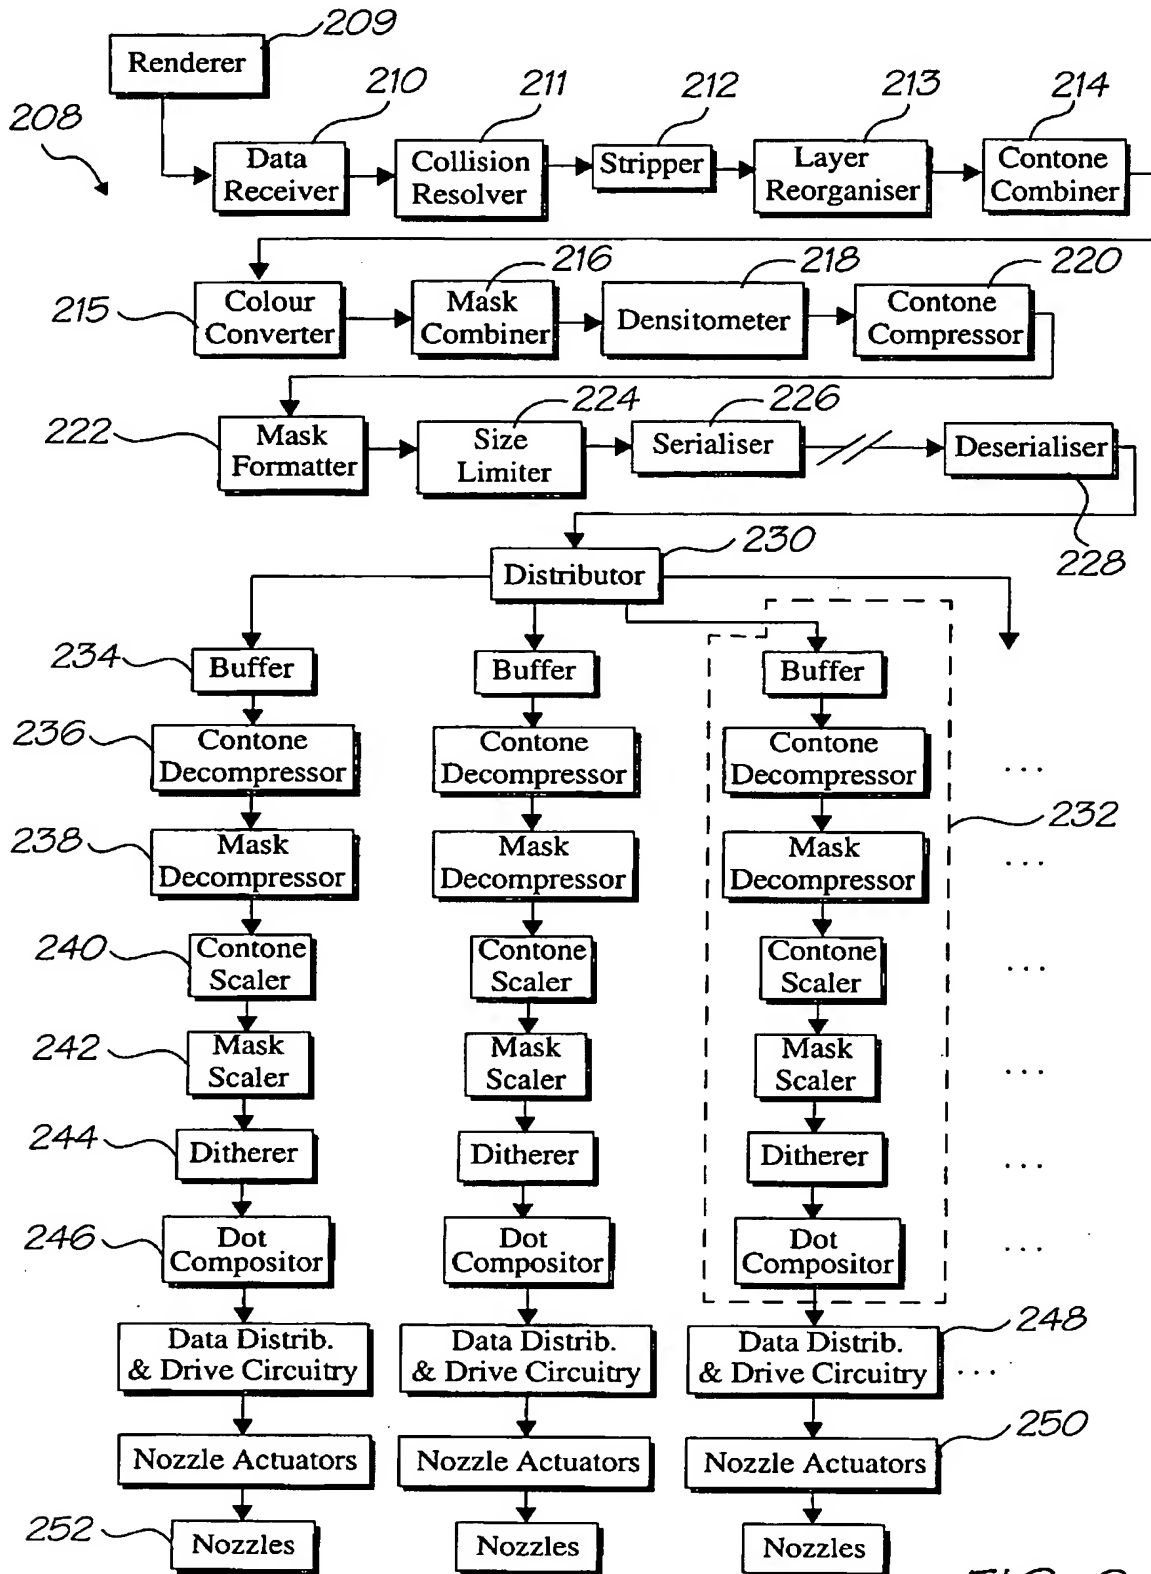 209
Renderer
208
210
211
212
213
214
Data
Receiver
Collision
Resolver
Stripper
Layer
Reorganiser
Contone
Combiner
216
218
220
215
Colour
Converter
Mask
Combiner
Densitometer
Contone
Compressor
222
224
226
Mask
Formatter
Size
Limiter
Serialiser
Deserialiser
228
230
Distributor
234
Buffer
Buffer
Buffer
236
Contone
Decompressor
Contone
Decompressor
Contone
Decompressor
...
232
238
Mask
Decompressor
Mask
Decompressor
Mask
Decompressor
...
240
Contone
Scaler
Contone
Scaler
Contone
Scaler
...
242
Mask
Scaler
Mask
Scaler
Mask
Scaler
...
244
Ditherer
Ditherer
Ditherer
...
246
Dot
Compositor
Dot
Compositor
Dot
Compositor
...
248
Data Distrib.
& Drive Circuitry
Data Distrib.
& Drive Circuitry
Data Distrib.
& Drive Circuitry
...
250
Nozzle Actuators
Nozzle Actuators
Nozzle Actuators
252
Nozzles
Nozzles
Nozzles